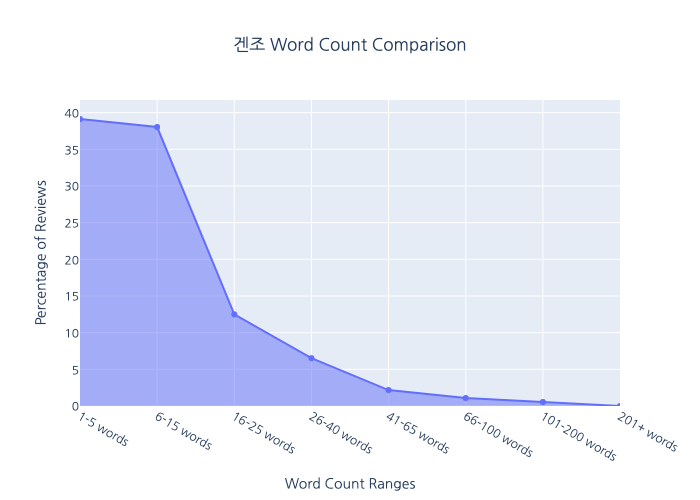 겐조 Word Count Comparison
Percentage of Reviews
40
35
30
25
20
15
10
5
0
1-5 words
6-15 words
16-25 words
26-40 words
41-65 words
66-100 words
101-200 words
201+ words
Word Count Ranges